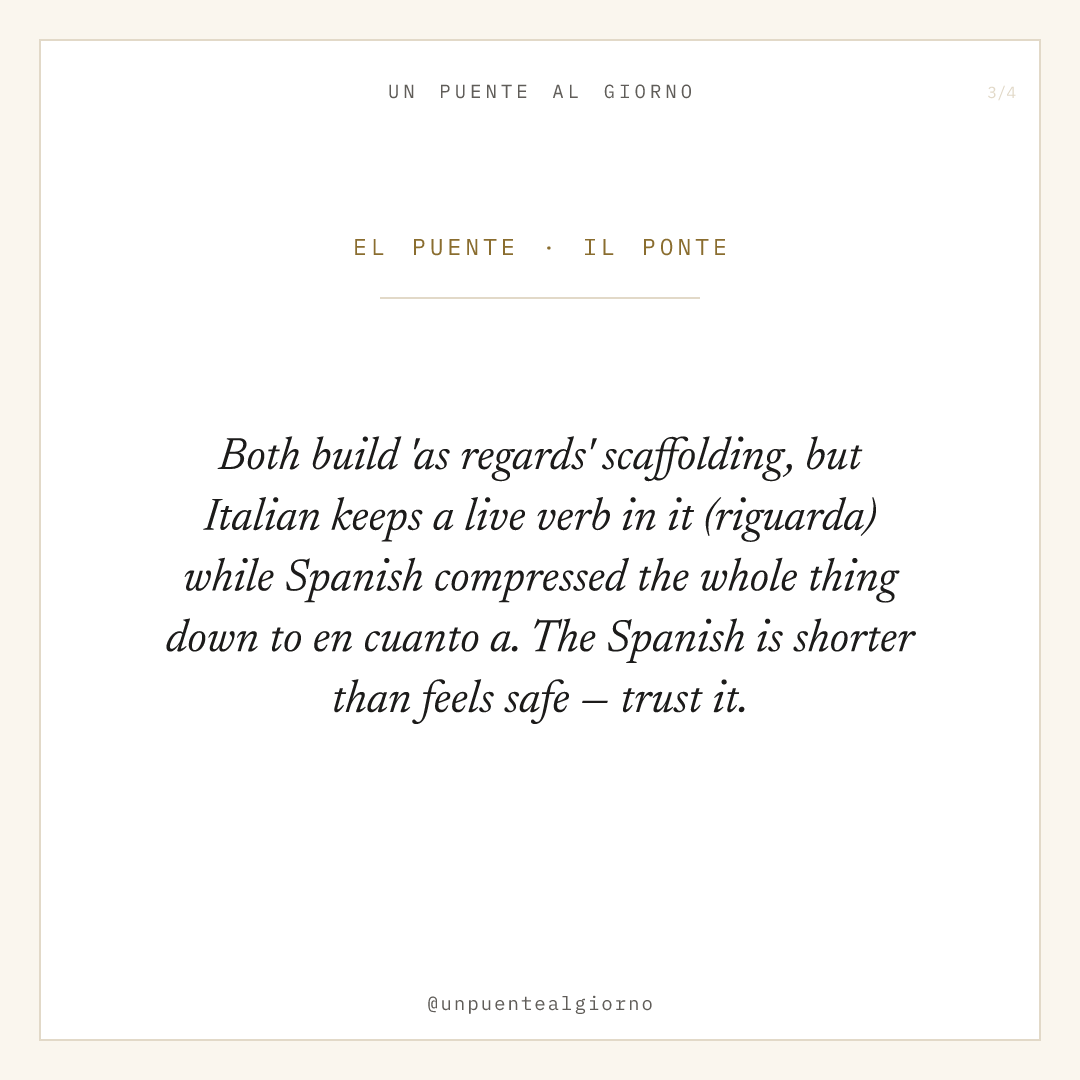 UN PUENTE AL GIORNO
3/4
EL PUENTE · IL PONTE
Both build 'as regards' scaffolding, but
Italian keeps a live verb in it (riguarda)
while Spanish compressed the whole thing
down to en cuanto a. The Spanish is shorter
than feels safe – trust it.
@unpuentealgiorno